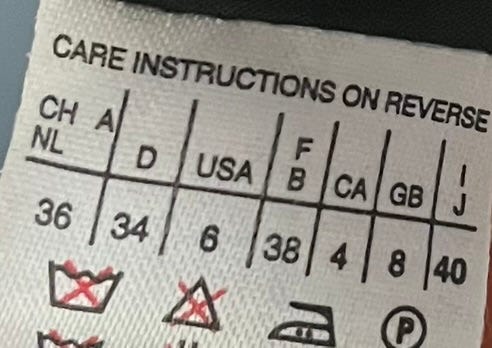 CARE INSTRUCTIONS ON REVERSE
CH A D USA F CA GB I
NL B J
36 34 6 38 4 8 40
P